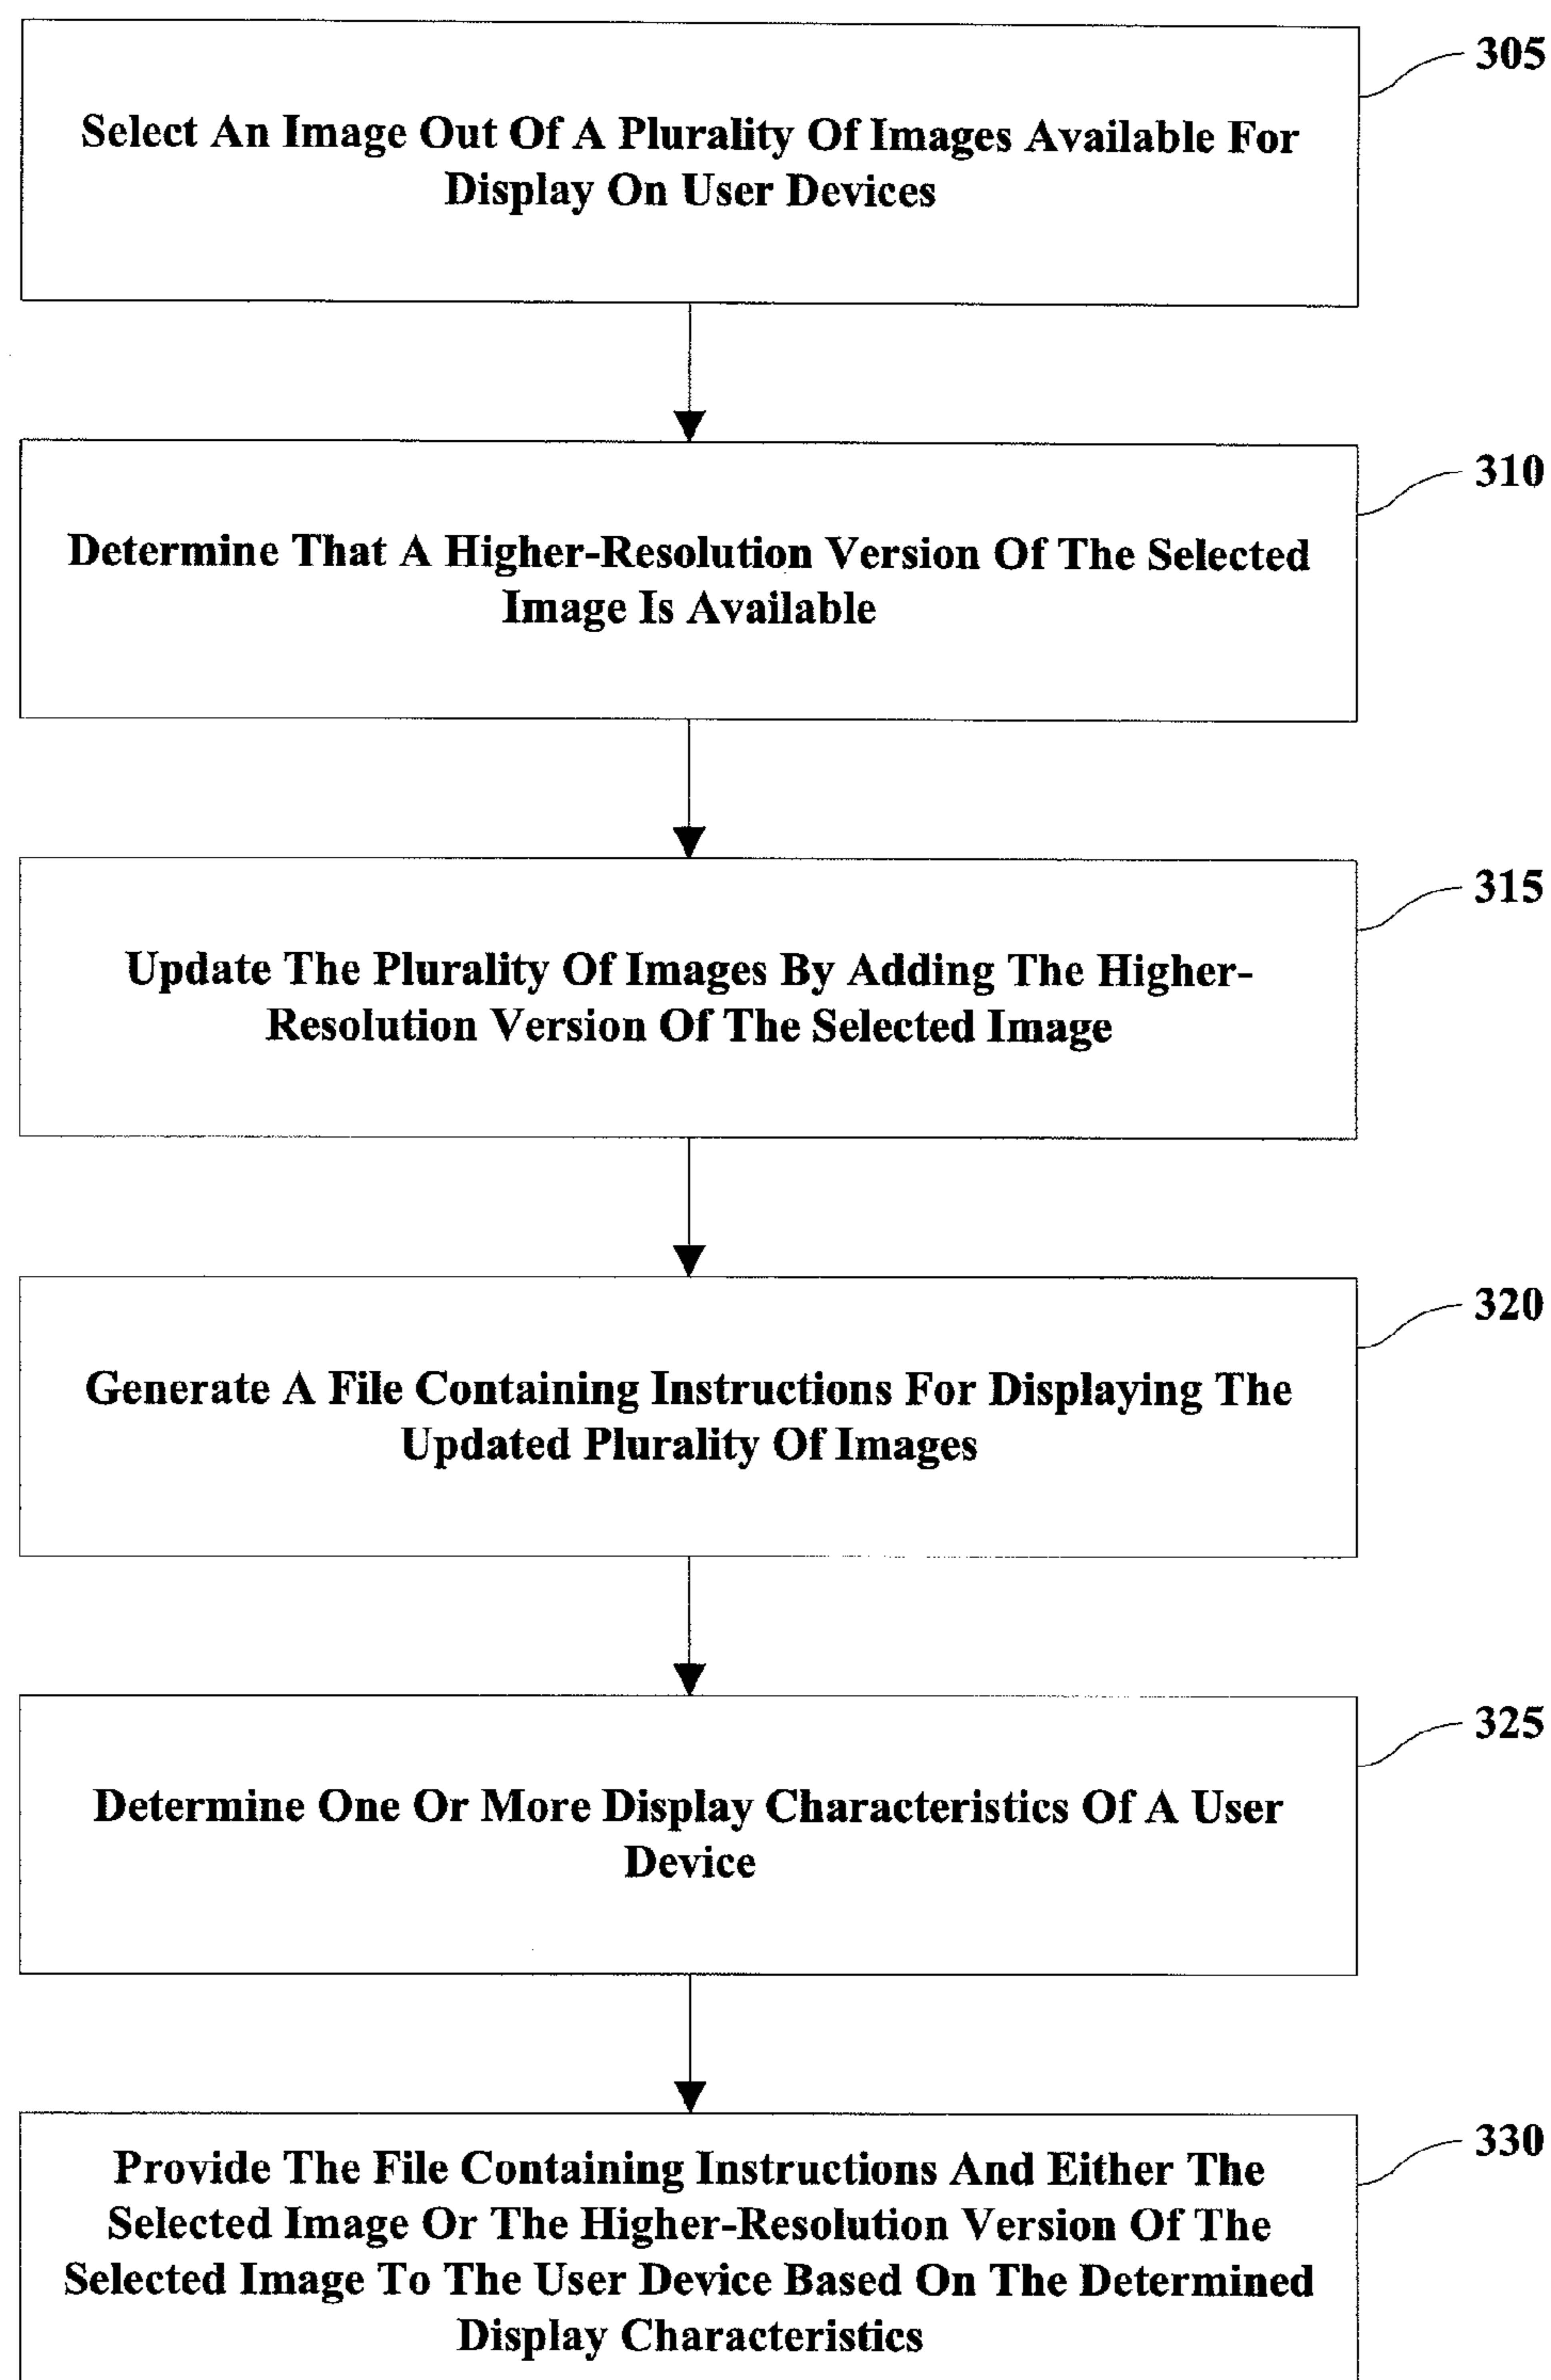 305
Select An Image Out Of A Plurality Of Images Available For
Display On User Devices
310
Determine That A Higher-Resolution Version Of The Selected
Image Is Available
315
Update The Plurality Of Images By Adding The Higher-
Resolution Version Of The Selected Image
320
Generate A File Containing Instructions For Displaying The
Updated Plurality Of Images
325
Determine One Or More Display Characteristics Of A User
Device
330
Provide The File Containing Instructions And Either The
Selected Image Or The Higher-Resolution Version Of The
Selected Image To The User Device Based On The Determined
Display Characteristics